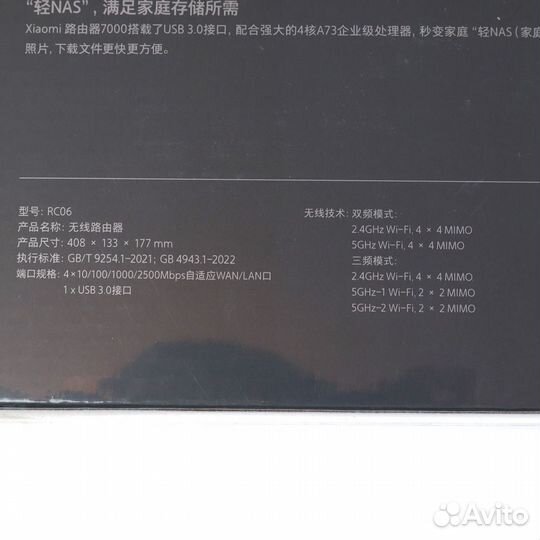 “轻NAS”，满足家庭存储所需
Xiaomi 路由器7000搭载了USB 3.0接口，配合强大的4核A73企业级处理器，秒变家庭“轻NAS（家庭
照片，下载文件更快更方便。
型号：RC06
产品名称：无线路由器
产品尺寸：408 × 133 × 177 mm
执行标准：GB/T 9254.1-2021；GB 4943.1-2022
端口规格：4×10/100/1000/2500Mbps自适应WAN/LAN口
1 x USB 3.0接口
无线技术：双频模式：
2.4GHz Wi-Fi, 4 × 4 MIMO
5GHz Wi-Fi, 4 × 4 MIMO
三频模式：
2.4GHz Wi-Fi, 4 × 4 MIMO
5GHz-1 Wi-Fi, 2 × 2 MIMO
5GHz-2 Wi-Fi, 2 × 2 MIMO
Avito